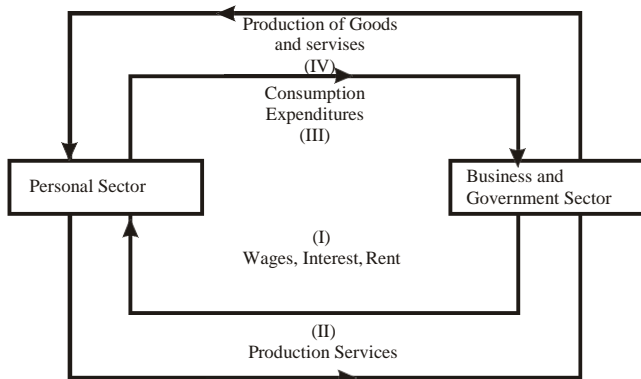 Production of Goods
and servises
(IV)
Consumption
Expenditures
(III)
Personal Sector
Business and
Government Sector
(I)
Wages, Interest, Rent
(II)
Production Services